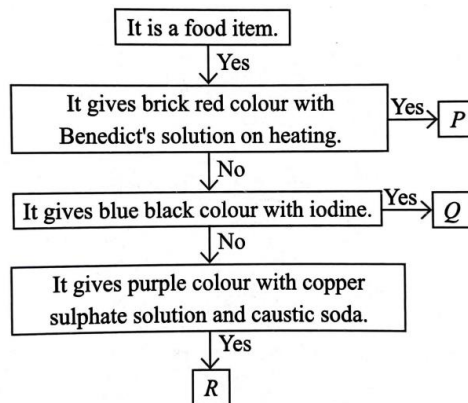 It is a food item.
Yes
It gives brick red colour with
Benedict's solution on heating.
Yes
P
No
It gives blue black colour with iodine.
Yes
Q
No
It gives purple colour with copper
sulphate solution and caustic soda.
Yes
R